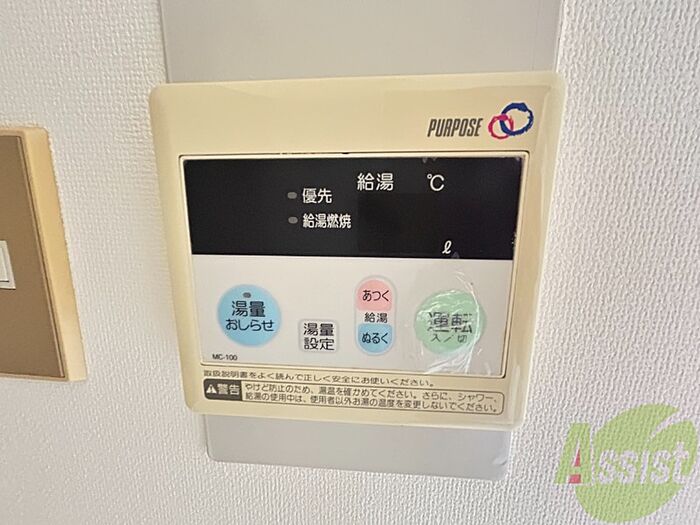 PURPOSE
給湯 ℃
優先
給湯燃焼
ℓ
湯量
おしらせ
湯量
設定
あつく
給湯
ぬるく
運転
入／切
MC-100
取扱説明書をよく読んで正しく安全にお使いください。
警告 やけど防止のため、湯温を確かめてください。さらに、シャワー、
給湯の使用中は、使用者以外お湯の温度を変更しないでください。
Assist